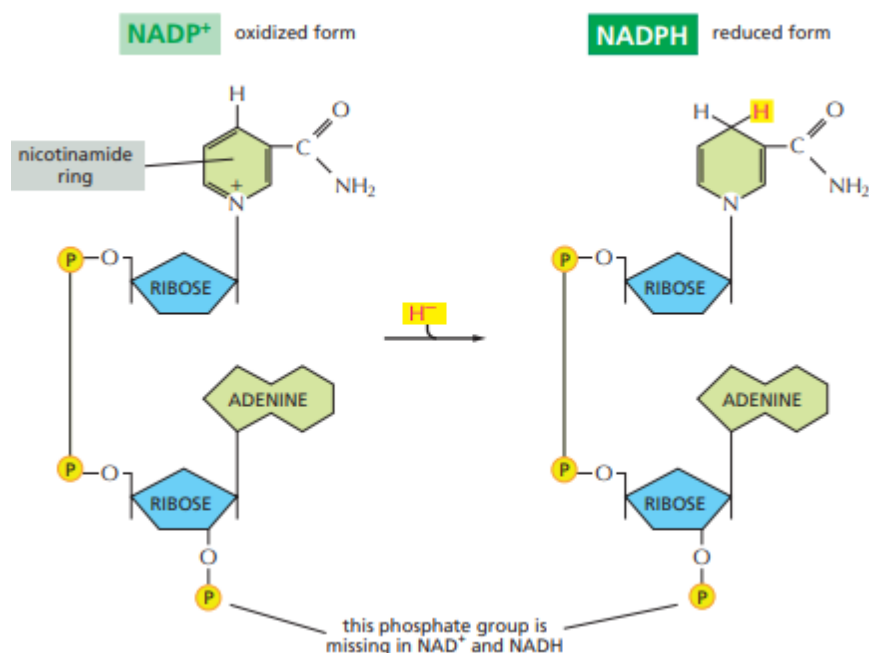 NADP⁺ oxidized form
NADPH reduced form
H
O
C
NH₂
nicotinamide
ring
+
N
P
O
RIBOSE
ADENINE
P
O
RIBOSE
O
P
H⁻
H
H
O
C
NH₂
N
P
O
RIBOSE
ADENINE
P
O
RIBOSE
O
P
this phosphate group is
missing in NAD⁺ and NADH